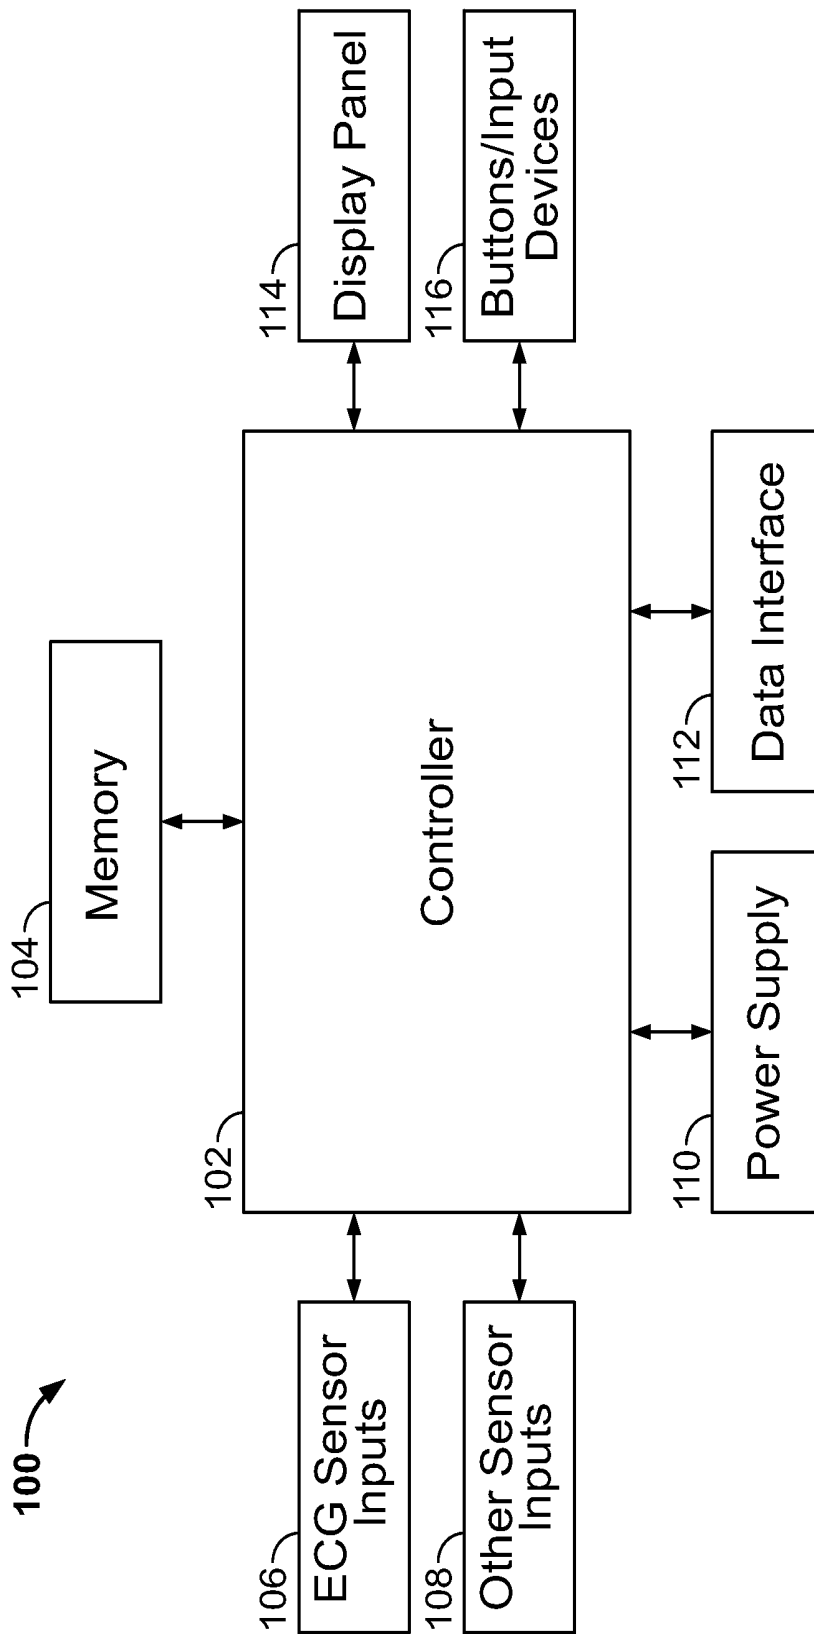 100
104
Memory
102
Controller
106
ECG Sensor
Inputs
108
Other Sensor
Inputs
114
Display Panel
116
Buttons/Input
Devices
110
Power Supply
112
Data Interface